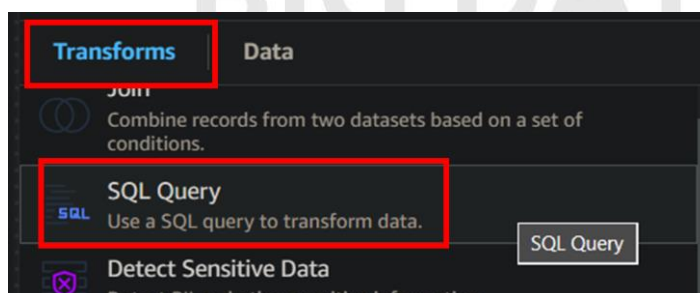 Transforms Data
Join
Combine records from two datasets based on a set of
conditions.
SQL Query
SQL Use a SQL query to transform data.
SQL Query
Detect Sensitive Data